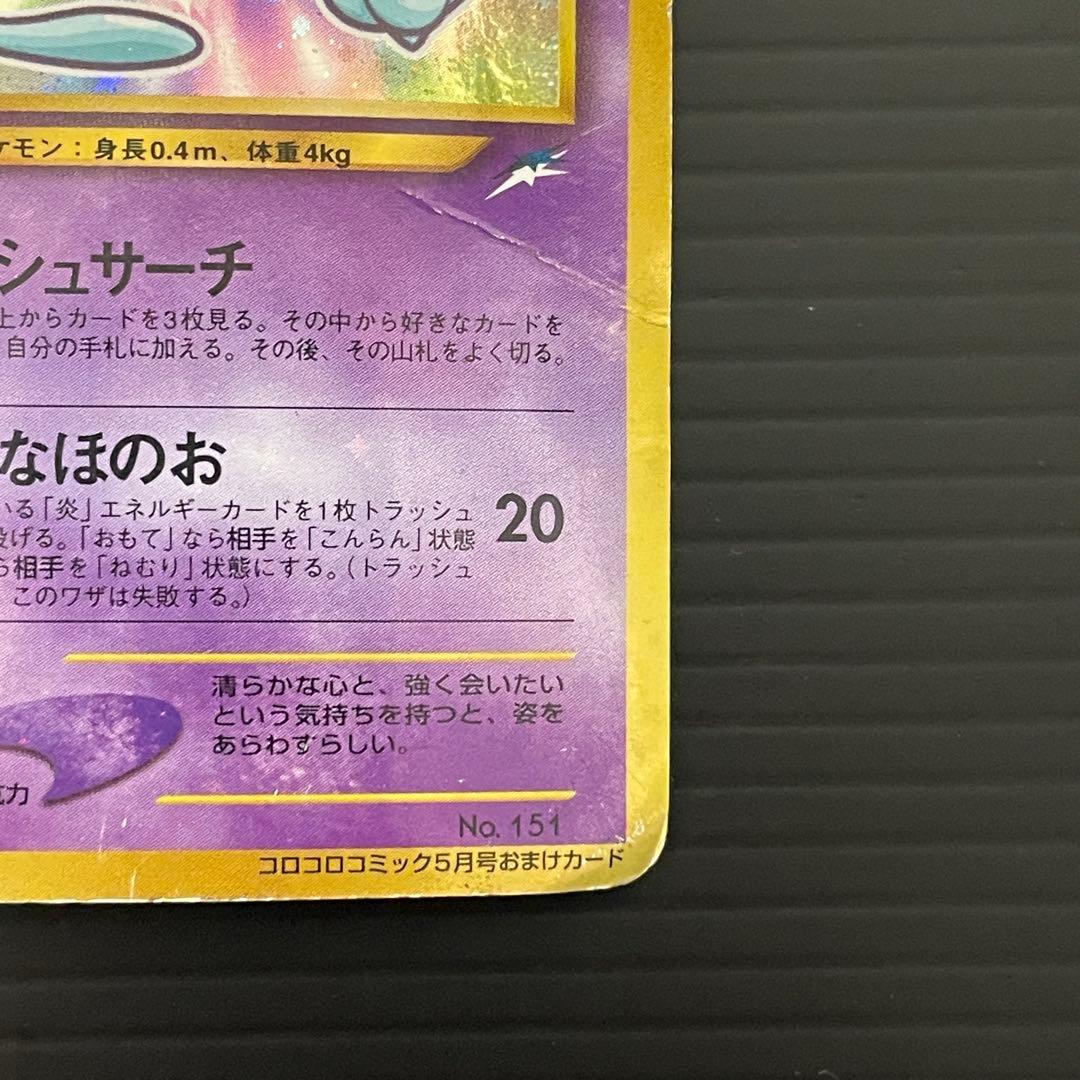 ケモン：身長0.4m、体重4kg
シュサーチ
上からカードを3枚見る。その中から好きなカードを
自分の手札に加える。その後、その山札をよく切る。
なほのお
いる「炎」エネルギーカードを1枚トラッシュ
投げる。「おもて」なら相手を「こんらん」状態
ら相手を「ねむり」状態にする。（トラッシュ
このワザは失敗する。）
20
清らかな心と、強く会いたい
という気持ちを持つと、姿を
あらわすらしい。
力
No. 151
コロコロコミック5月号おまけカード